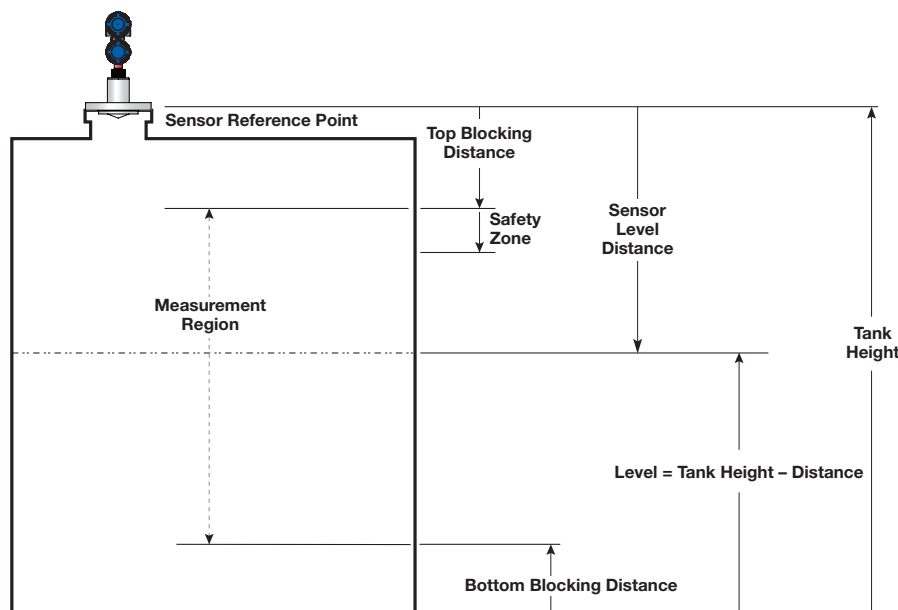 Sensor Reference Point
Top Blocking
Distance
Safety
Zone
Sensor
Level
Distance
Measurement
Region
Tank
Height
Level = Tank Height – Distance
Bottom Blocking Distance